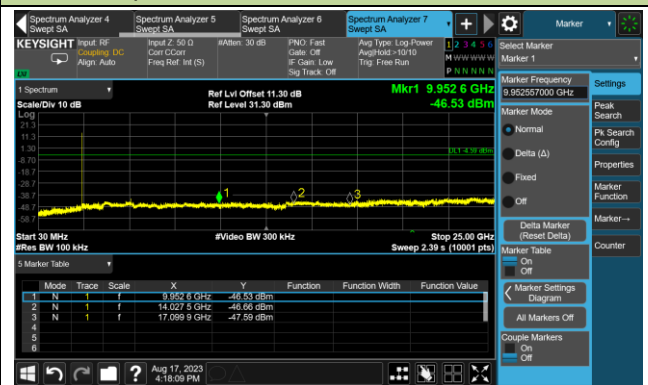 Spectrum Analyzer 4 Swept SA
Spectrum Analyzer 5 Swept SA
Spectrum Analyzer 6 Swept SA
Spectrum Analyzer 7 Swept SA
Marker
KEYSIGHT
Input: RF
Coupling: DC
Align: Auto
Input Z: 50 Ω
Corr CCorr
Freq Ref: Int (S)
#Atten: 30 dB
PNO: Fast
Gate: Off
IF Gain: Low
Sig Track: Off
Avg Type: Log-Power
Avg|Hold:>10/10
Trig: Free Run
1 2 3 4 5 6
M W W W W W
P N N N N N
LXI
Select Marker
Marker 1
1 Spectrum
Scale/Div 10 dB
Ref Lvl Offset 11.30 dB
Ref Level 31.30 dBm
Mkr1 9.952 6 GHz
-46.53 dBm
Log
21.3
11.3
1.30
-8.70
-18.7
-28.7
-38.7
-48.7
-58.7
DL1 -4.59 dBm
1
2
3
Start 30 MHz
#Video BW 300 kHz
Stop 25.00 GHz
#Res BW 100 kHz
Sweep 2.39 s (10001 pts)
5 Marker Table
Mode Trace Scale X Y Function Function Width Function Value
1 N 1 f 9.952 6 GHz -46.53 dBm
2 N 1 f 14.027 5 GHz -46.66 dBm
3 N 1 f 17.099 9 GHz -47.59 dBm
4
5
6
Marker Frequency
9.952557000 GHz
Marker Mode
Normal
Delta (Δ)
Fixed
Off
Delta Marker
(Reset Delta)
Marker Table
On
Off
Marker Settings
Diagram
All Markers Off
Couple Markers
On
Off
Settings
Peak
Search
Pk Search
Config
Properties
Marker
Function
Marker→
Counter
?
Aug 17, 2023
4:18:09 PM